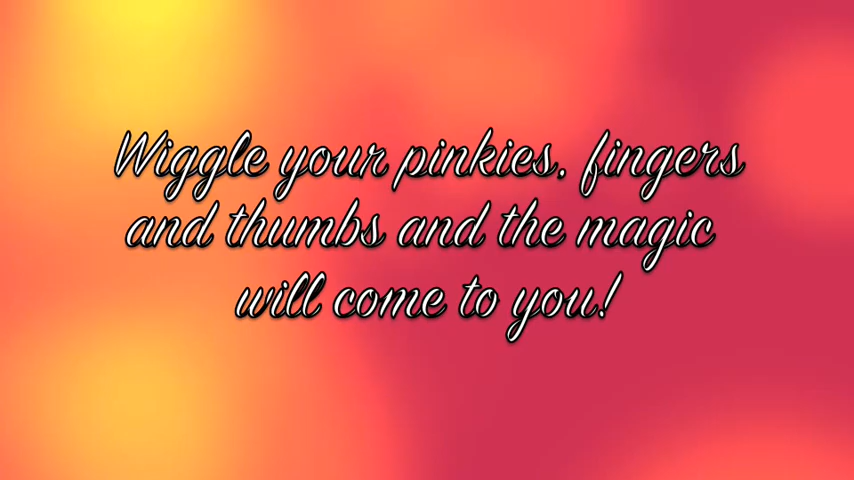 Wiggle your pinkies, fingers
and thumbs and the magic
will come to you!